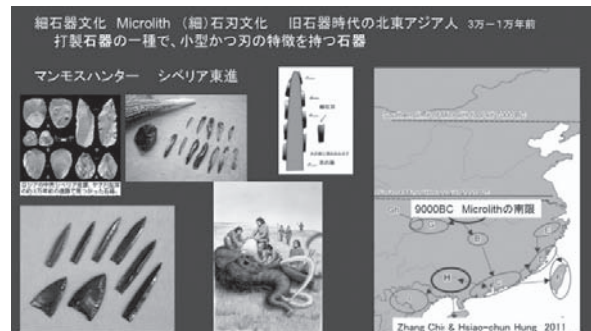 細石器文化 Microlith (細)石刃文化 旧石器時代の北東アジア人 3万ー1万年前
打製石器の一種で、小型かつ刃の特徴を持つ石器
マンモスハンター シベリア東進
9000BC Microlithの南限
B
H
Zhang Chi & Hsiao-chun Hung 2011